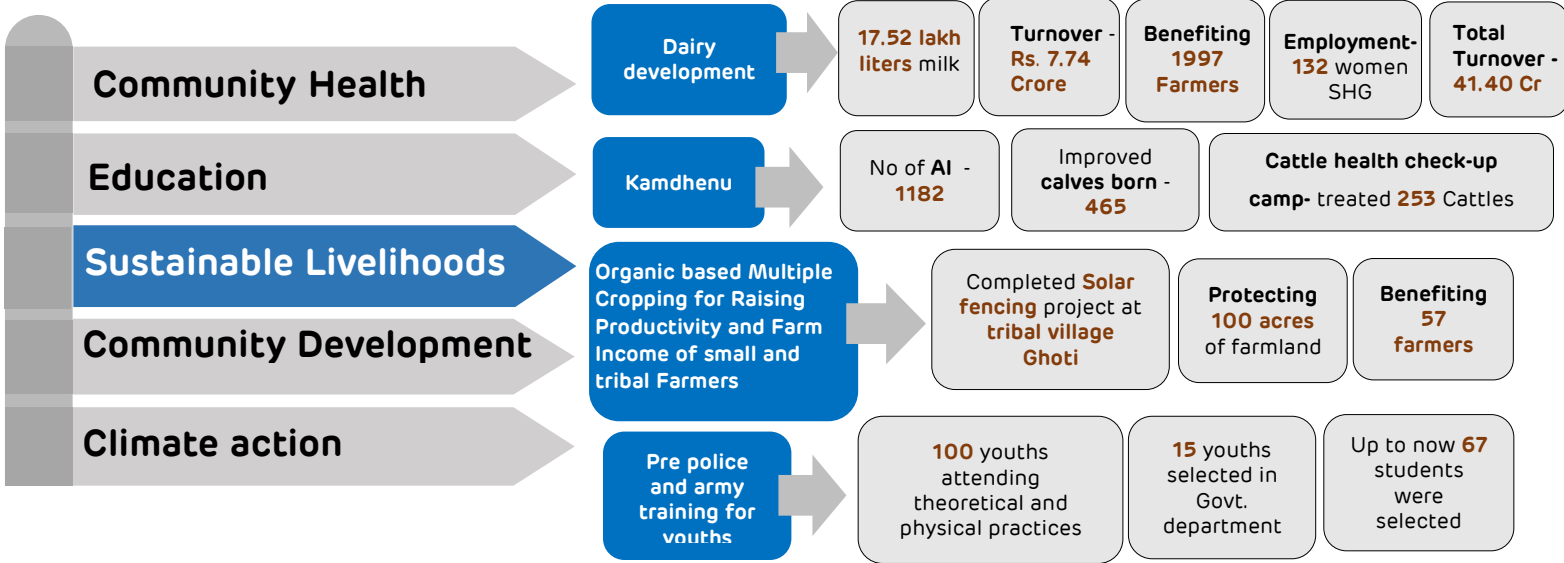 Community Health
Education
Sustainable Livelihoods
Community Development
Climate action
Dairy
development
17.52 lakh
liters milk
Turnover -
Rs. 7.74
Crore
Benefiting
1997
Farmers
Employment-
132 women
SHG
Total
Turnover -
41.40 Cr
Kamdhenu
No of AI -
1182
Improved
calves born -
465
Cattle health check-up
camp- treated 253 Cattles
Organic based Multiple
Cropping for Raising
Productivity and Farm
Income of small and
tribal Farmers
Completed Solar
fencing project at
tribal village
Ghoti
Protecting
100 acres
of farmland
Benefiting
57
farmers
Pre police
and army
training for
youths
100 youths
attending
theoretical and
physical practices
15 youths
selected in
Govt.
department
Up to now 67
students
were
selected